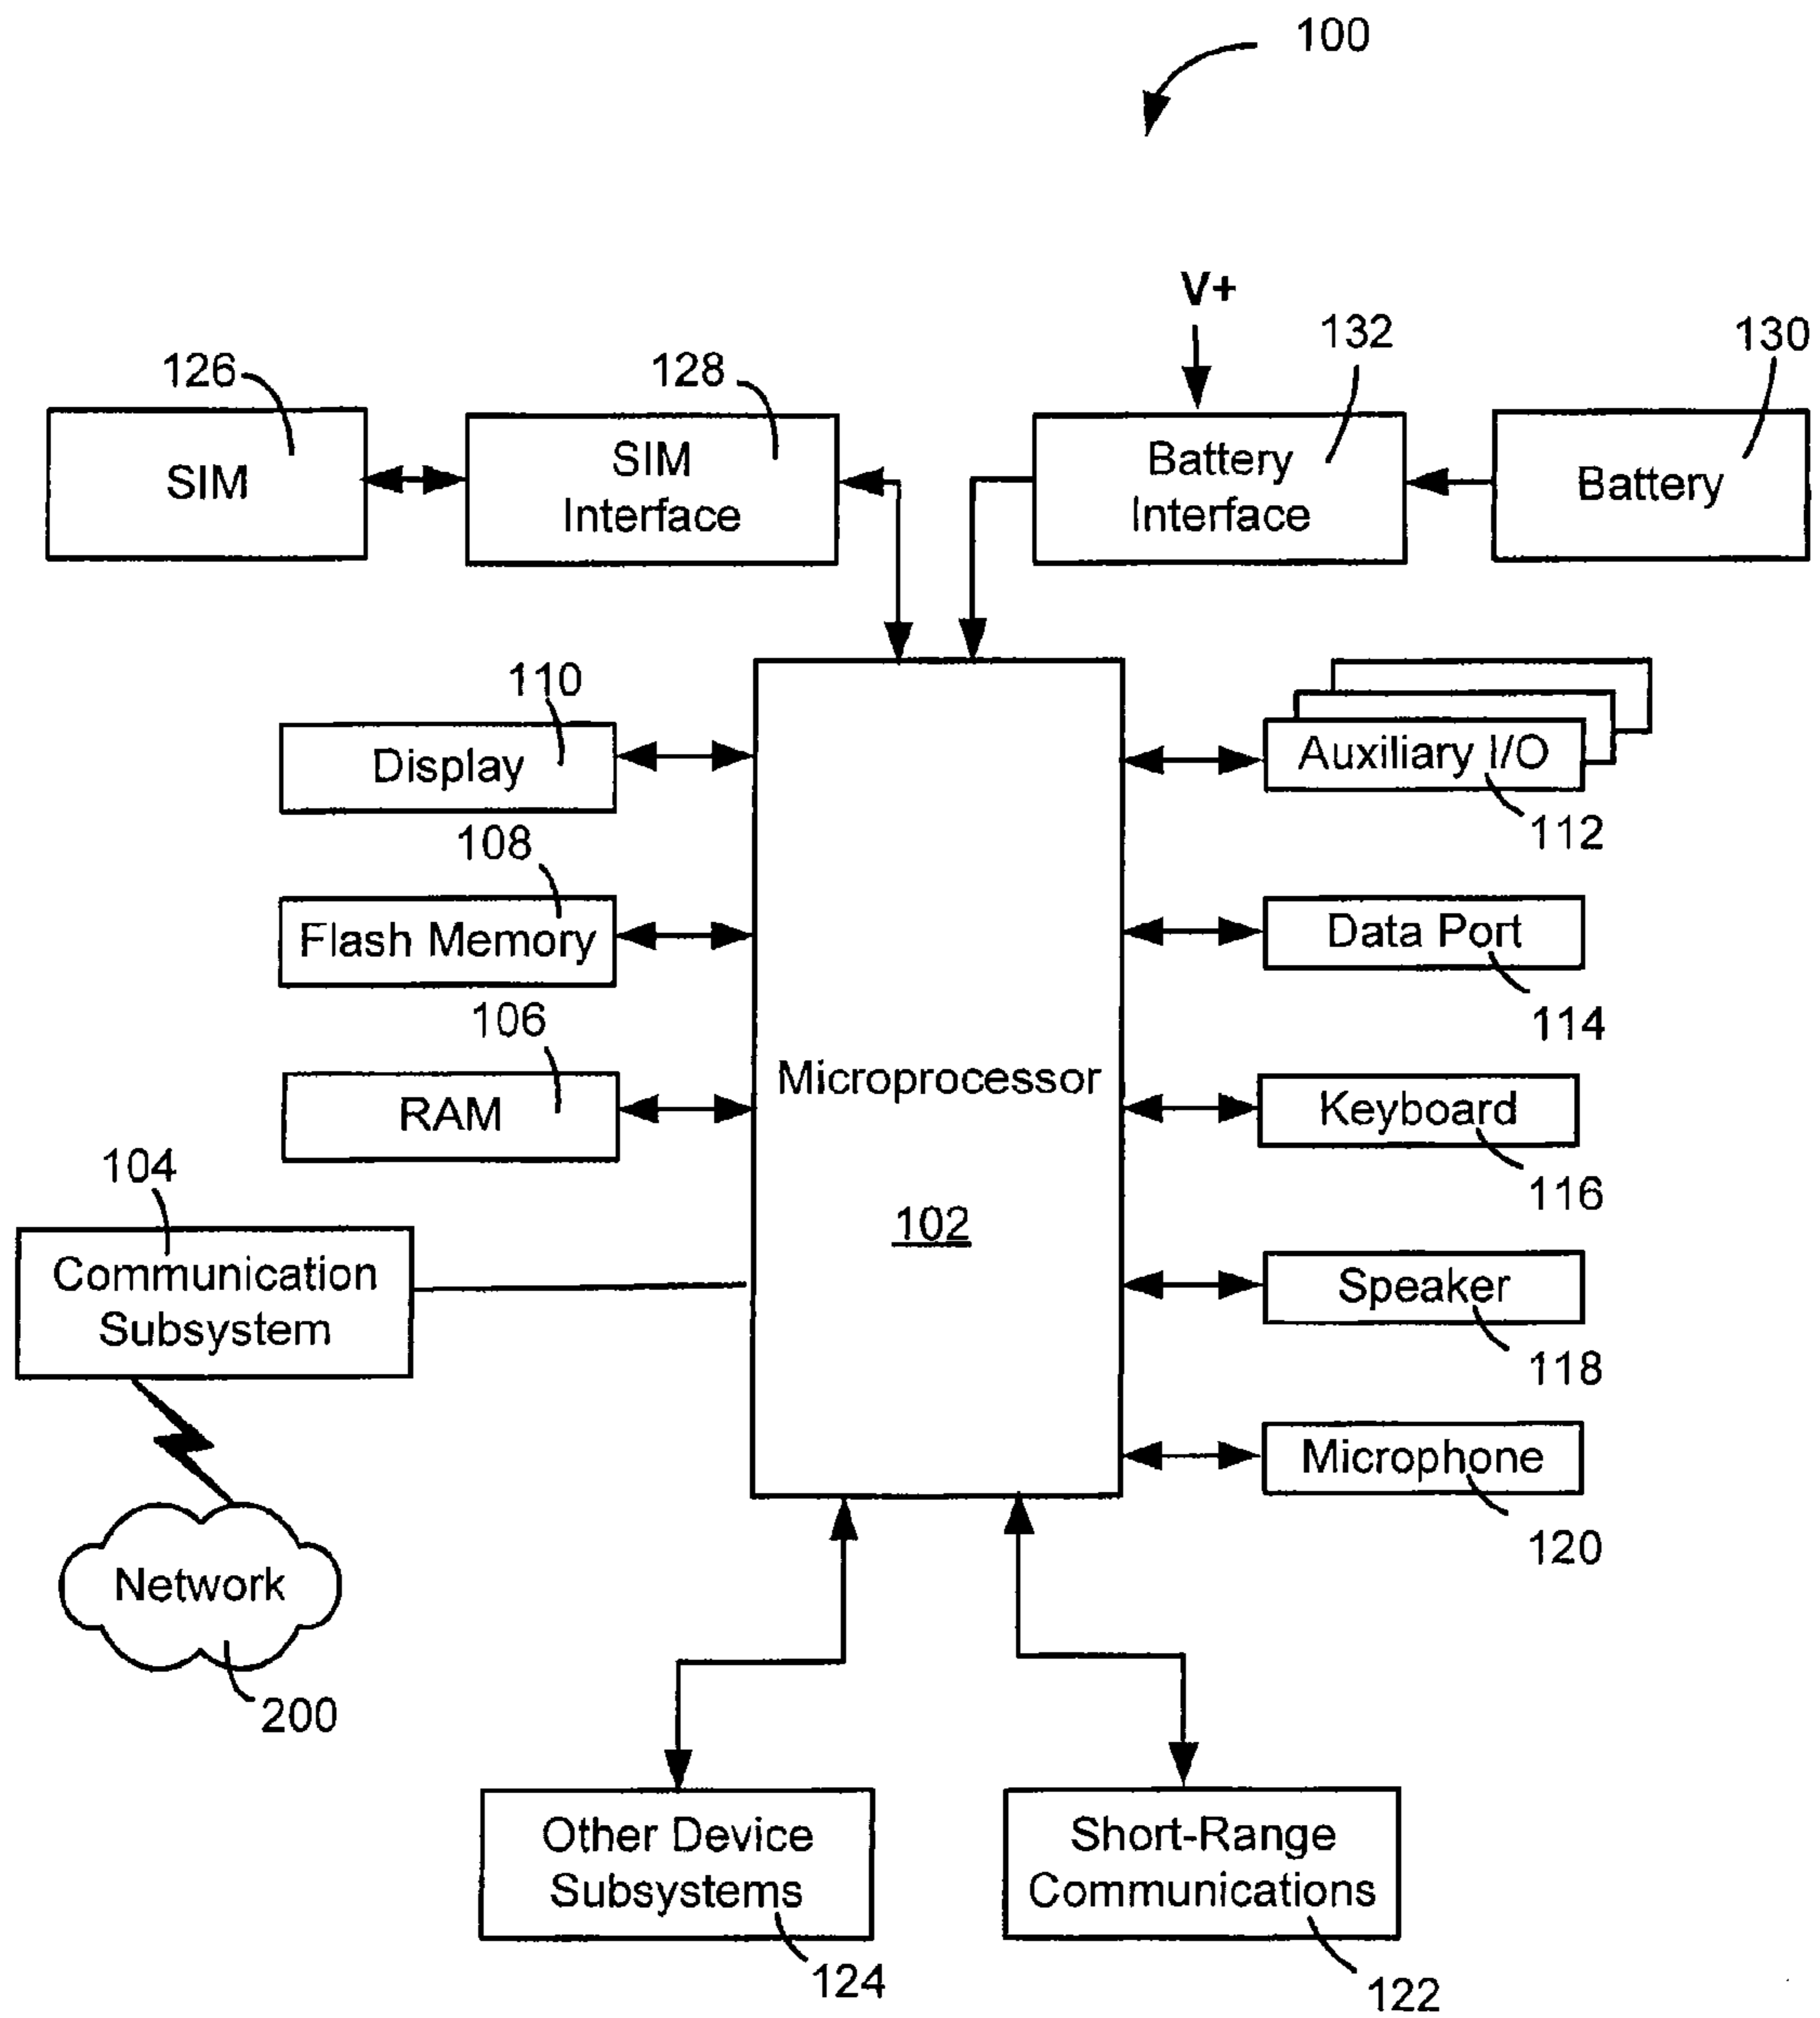 100
V+
132
130
126
128
SIM
SIM
Interface
Battery
Interface
Battery
110
Display
Auxiliary I/O
112
108
Flash Memory
Data Port
114
106
RAM
Microprocessor
102
Keyboard
116
104
Communication
Subsystem
Speaker
118
Microphone
120
Network
200
Other Device
Subsystems
124
Short-Range
Communications
122